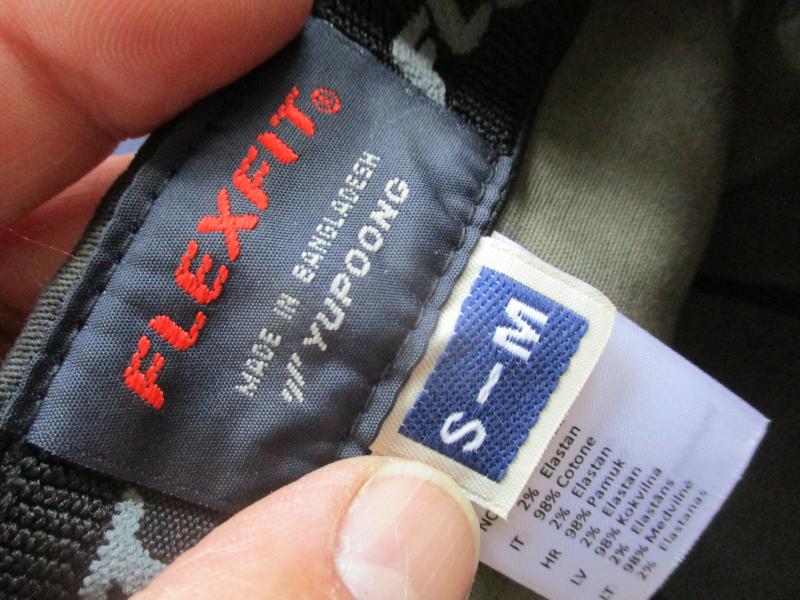 FLEXFIT®
MADE IN BANGLADESH
YUPOONG
S-M
2% Elastan
IT 98% Cotone
2% Elastan
HR 98% Pamuk
2% Elastan
LV 98% Kokvilna
2% Elastāns
LT 98% Medvilnė
2% Elastanas